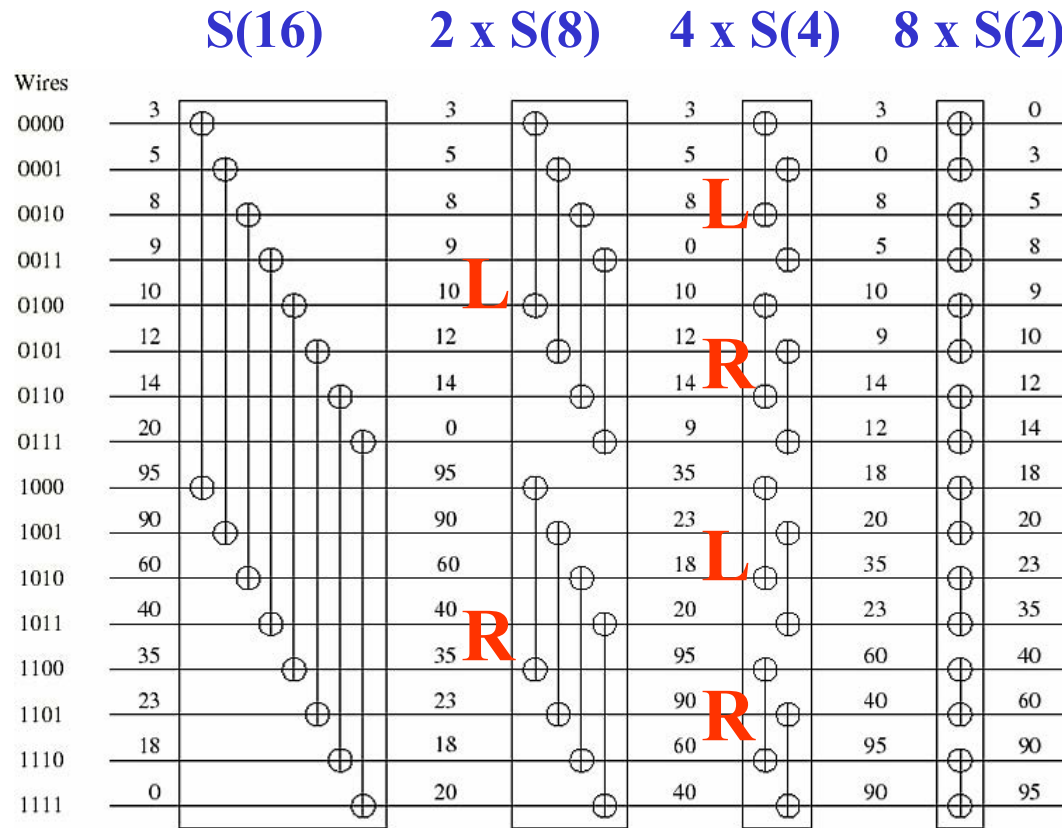 S(16) 2 x S(8) 4 x S(4) 8 x S(2)
Wires
0000 3 3 3 3 0
0001 5 5 5 0 3
0010 8 8 8 L 8 5
0011 9 9 0 5 8
0100 10 10 L 10 10 9
0101 12 12 12 9 10
0110 14 14 14 R 14 12
0111 20 0 9 12 14
1000 95 95 35 18 18
1001 90 90 23 20 20
1010 60 60 18 L 35 23
1011 40 40 20 23 35
1100 35 35 R 95 60 40
1101 23 23 90 R 40 60
1110 18 18 60 95 90
1111 0 20 40 90 95